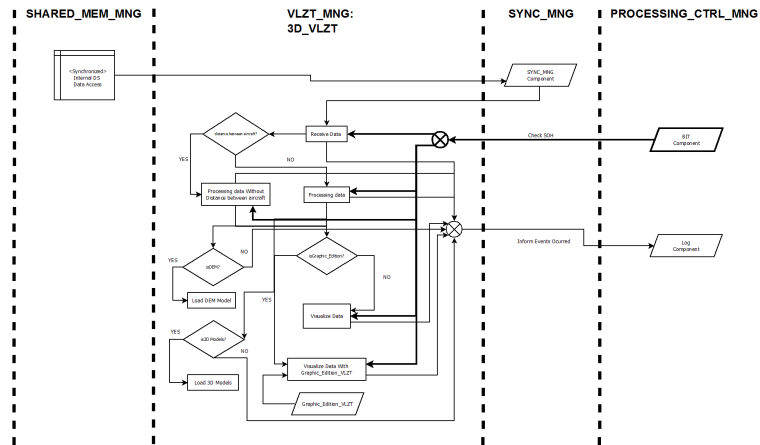 SHARED_MEM_MNG
VLZT_MNG:
3D_VLZT
SYNC_MNG
PROCESSING_CTRL_MNG
<Synchronized>
Internal DS
Data Access
SYNC_MNG
Component
distance between aircraft?
Receive Data
Check SOH
BIT
Component
YES
NO
Processing data Without
Distance between aircraft
Processing data
Inform Events Ocurred
Log
Component
NO
isGraphic_Edition?
YES
isDEM?
NO
Load DEM Model
YES
Visualize Data
YES
is3D Models?
NO
Visualize Data With
Graphic_Edition_VLZT
Load 3D Models
Graphic_Edition_VLZT